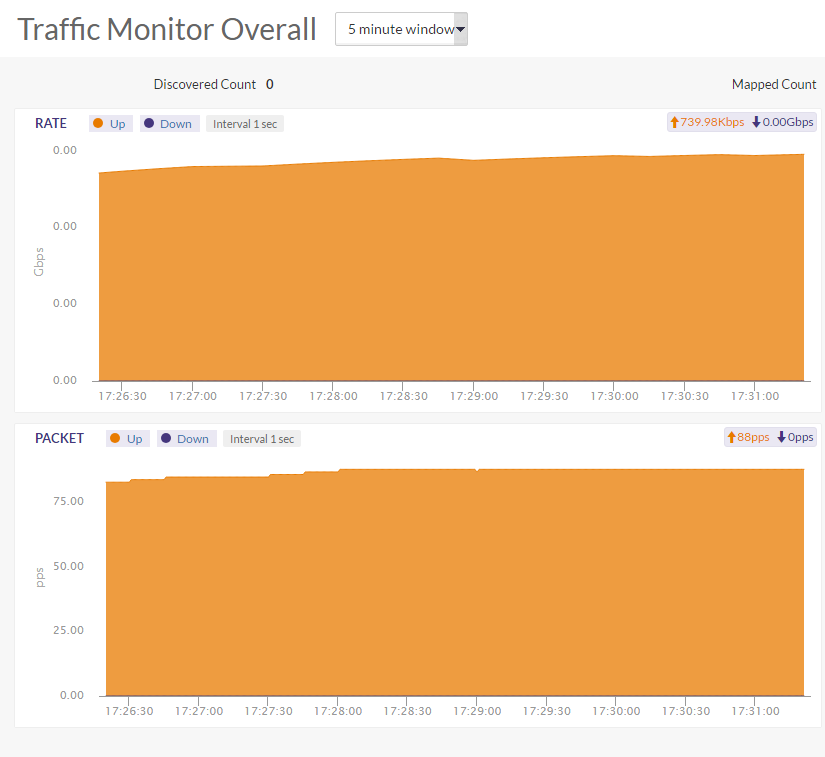 Traffic Monitor Overall 5 minute window
Discovered Count 0 Mapped Count
RATE Up Down Interval 1 sec 739.98Kbps 0.00Gbps
0.00
0.00
Gbps
0.00
0.00
17:26:30 17:27:00 17:27:30 17:28:00 17:28:30 17:29:00 17:29:30 17:30:00 17:30:30 17:31:00
PACKET Up Down Interval 1 sec 88pps 0pps
75.00
50.00
pps
25.00
0.00
17:26:30 17:27:00 17:27:30 17:28:00 17:28:30 17:29:00 17:29:30 17:30:00 17:30:30 17:31:00